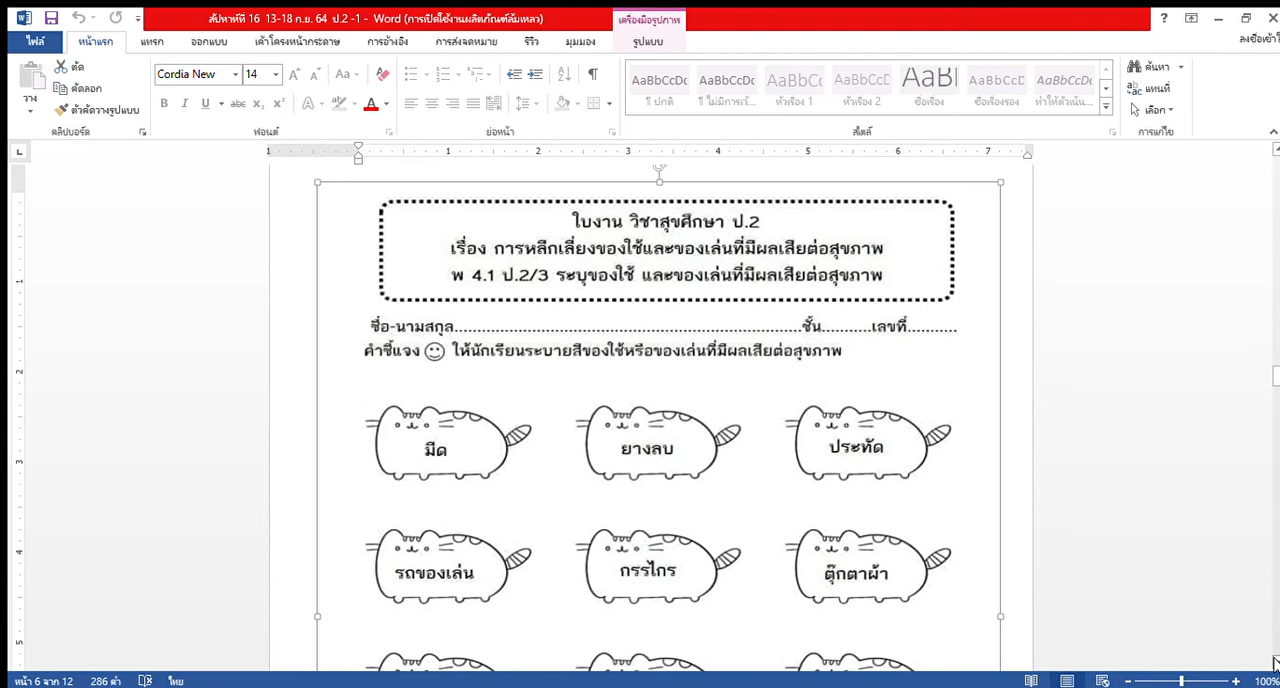 สัปหาห์ที่ 16  13-18 ก.ย. 64  ป.2 -1 -  Word (การเปิดใช้งานผลิตภัณฑ์ล้มเหลว)
เครื่องมือรูปภาพ
ไฟล์ หน้าแรก แทรก ออกแบบ เค้าโครงหน้ากระดาษ การอ้างอิง การส่งจดหมาย รีวิว มุมมอง รูปแบบ
ลงชื่อเข้าใ
วาง
ตัด
คัดลอก
ตัวคัดวางรูปแบบ
คลิปบอร์ด
Cordia New 14
B I U abc x₂ x²
ฟอนต์
ย่อหน้า
AaBbCcDc AaBbCcDc AaBbCc AaBbCcD AaBl AaBbCcD AaBbCcDc
¶ ปกติ ¶ ไม่มีการเว้... หัวเรื่อง 1 หัวเรื่อง 2 ชื่อเรื่อง ชื่อเรื่องรอง ทำให้ตัวเน้น...
สไตล์
ค้นหา
แทนที่
เลือก
การแก้ไข
1 1 2 3 4 5 6 7
ใบงาน วิชาสุขศึกษา ป.2
เรื่อง การหลีกเลี่ยงของใช้และของเล่นที่มีผลเสียต่อสุขภาพ
พ 4.1 ป.2/3 ระบุของใช้ และของเล่นที่มีผลเสียต่อสุขภาพ
ชื่อ-นามสกุล............................................................................ชั้น...........เลขที่...........
คำชี้แจง ให้นักเรียนระบายสีของใช้หรือของเล่นที่มีผลเสียต่อสุขภาพ
มีด ยางลบ ประทัด
รถของเล่น กรรไกร ตุ๊กตาผ้า
หน้า 6 จาก 12 286 คำ ไทย 100%